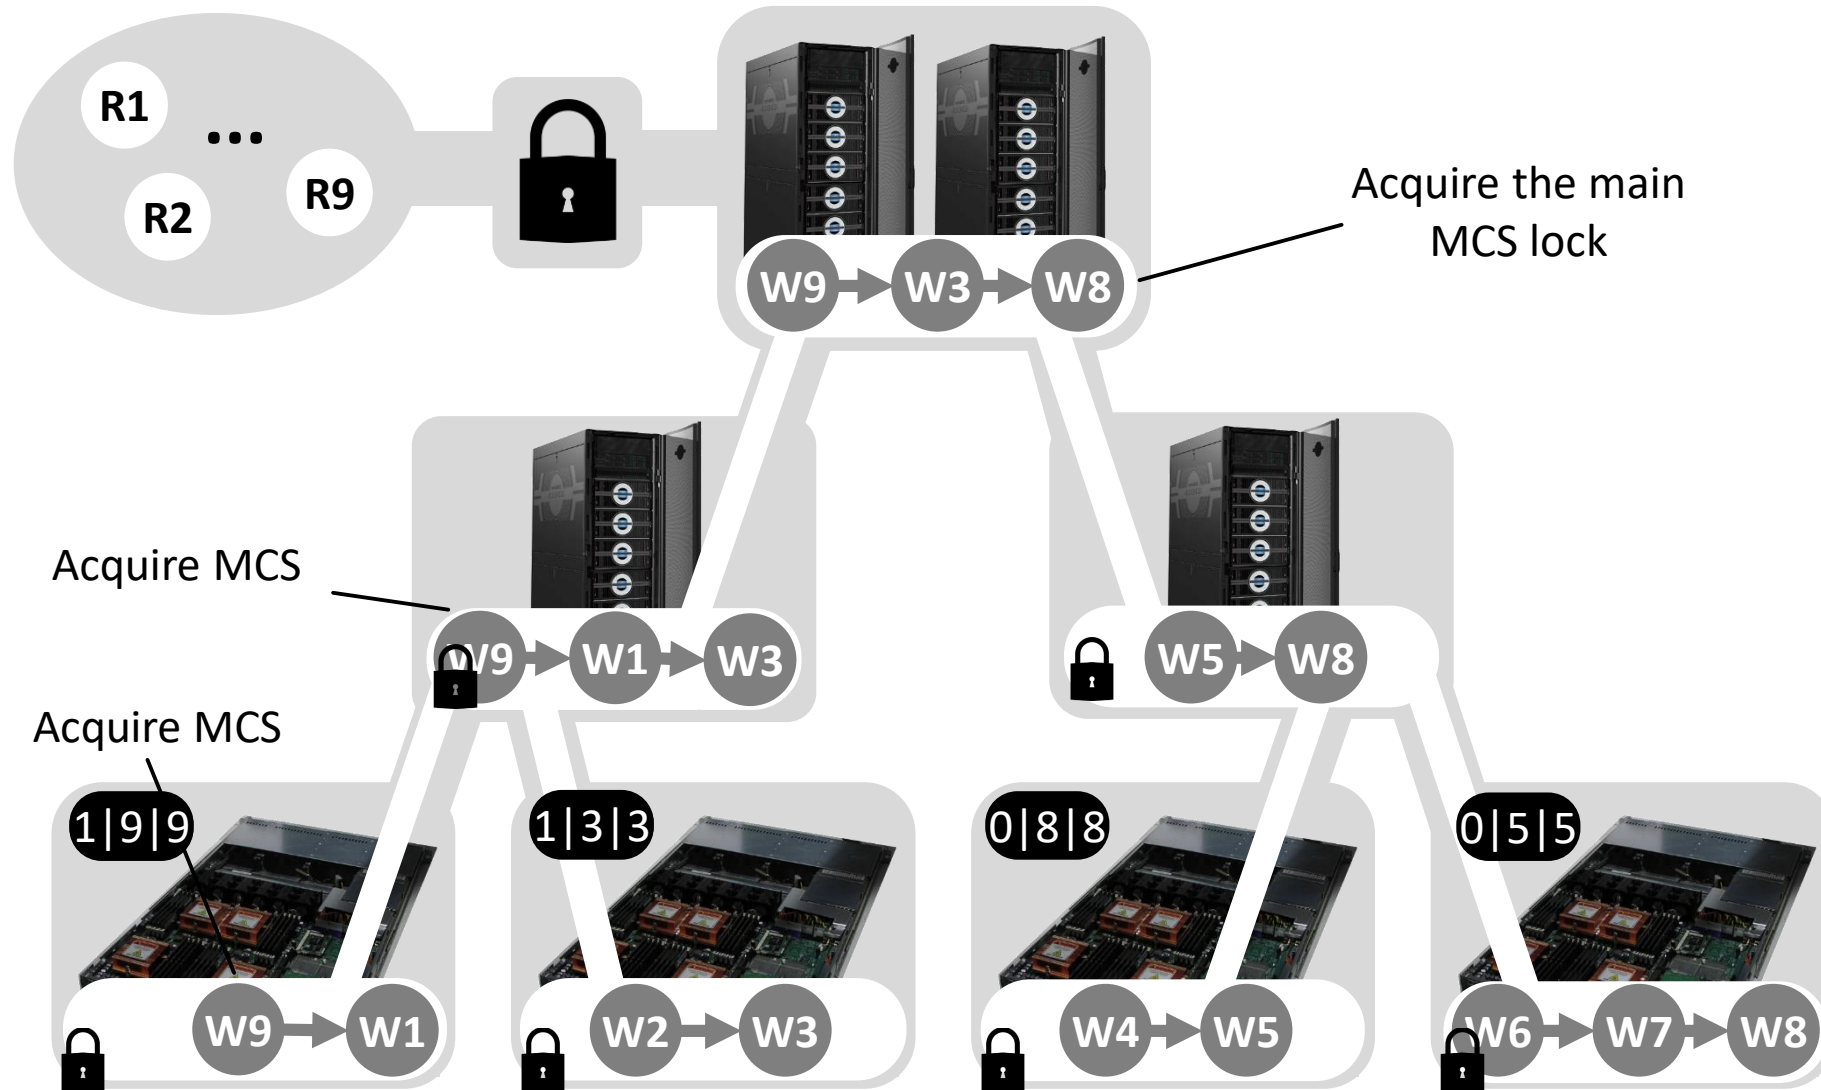 R1
...
R2
R9
Acquire the main
MCS lock
W9 W3 W8
Acquire MCS
W9 W1 W3
W5 W8
Acquire MCS
1|9|9
1|3|3
0|8|8
0|5|5
W9 W1
W2 W3
W4 W5
W6 W7 W8